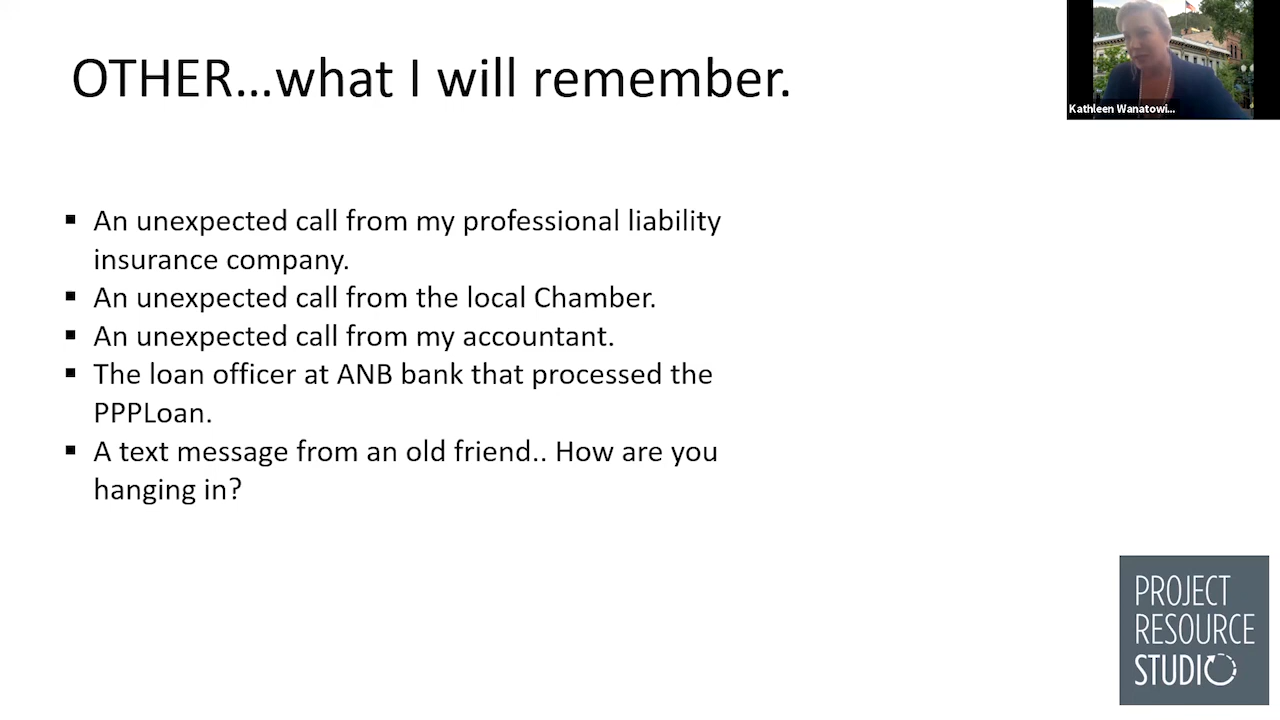 OTHER...what I will remember.
Kathleen Wanatowi...
▪ An unexpected call from my professional liability
insurance company.
▪ An unexpected call from the local Chamber.
▪ An unexpected call from my accountant.
▪ The loan officer at ANB bank that processed the
PPPLoan.
▪ A text message from an old friend.. How are you
hanging in?
PROJECT
RESOURCE
STUDIO